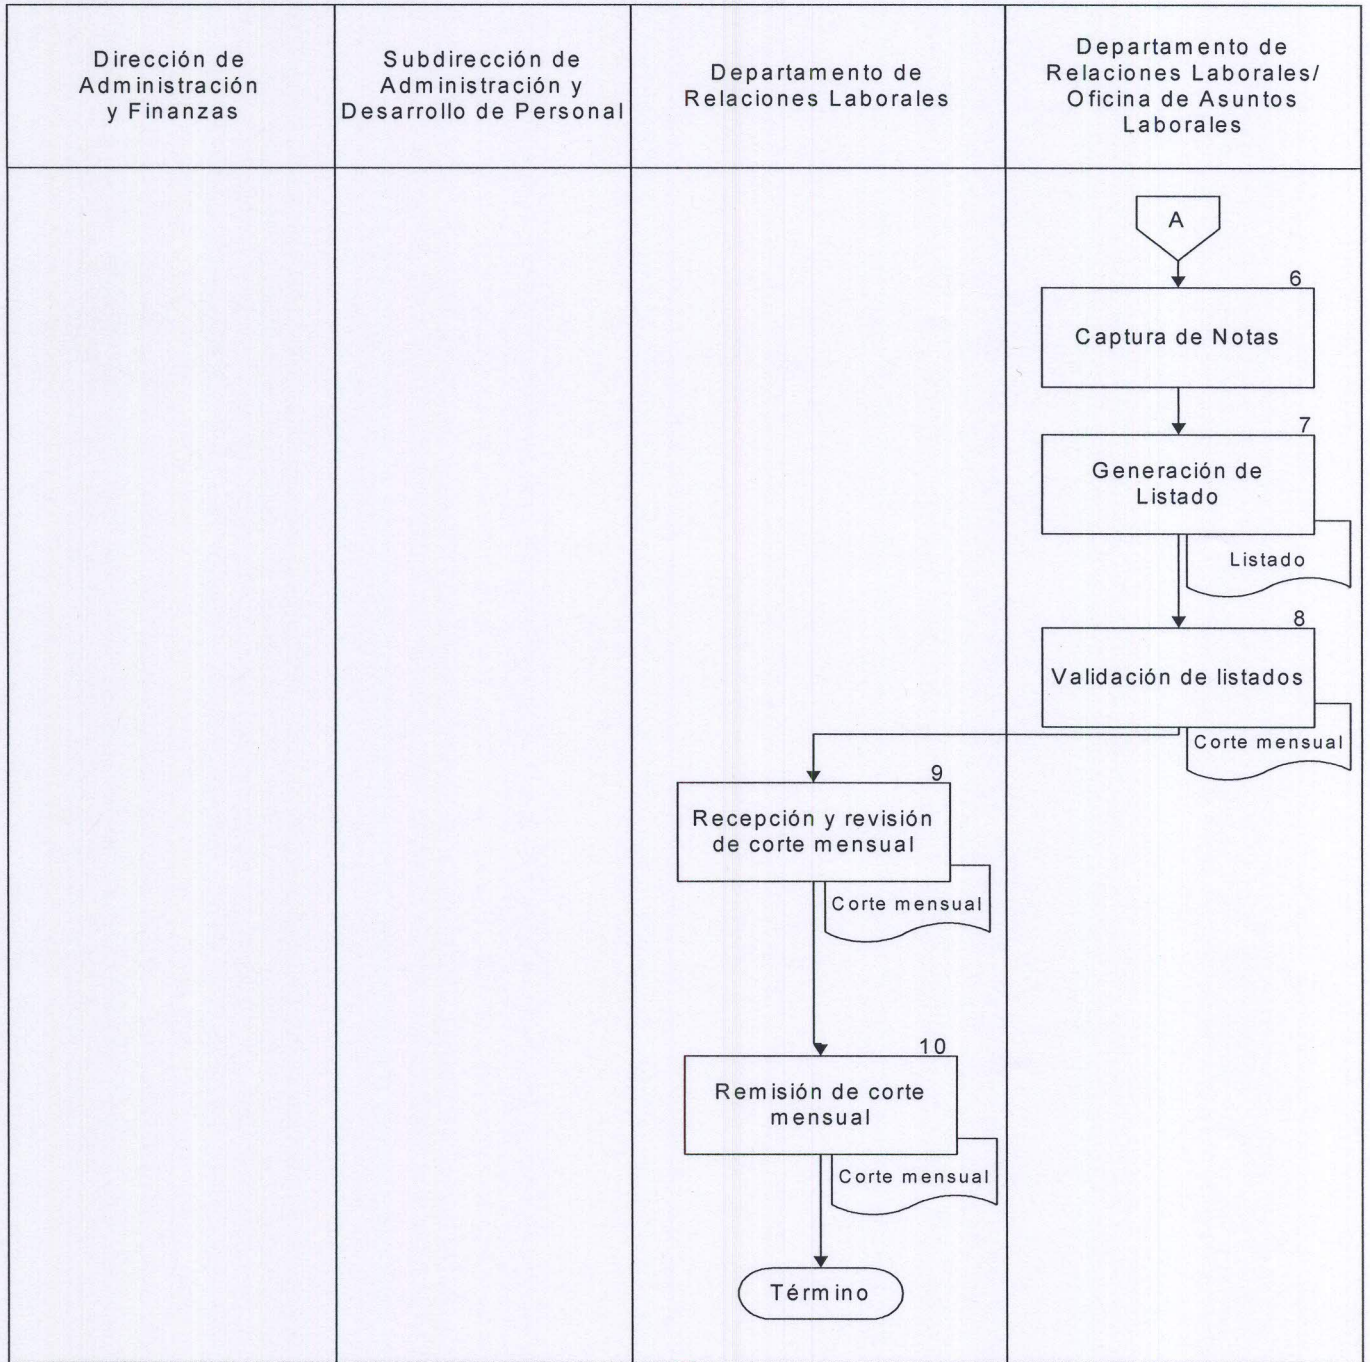 Dirección de
Administración
y Finanzas
Subdirección de
Administración y
Desarrollo de Personal
Departamento de
Relaciones Laborales
Departamento de
Relaciones Laborales/
Oficina de Asuntos
Laborales
A
6
Captura de Notas
7
Generación de
Listado
Listado
8
Validación de listados
Corte mensual
9
Recepción y revisión
de corte mensual
Corte mensual
10
Remisión de corte
mensual
Corte mensual
Término